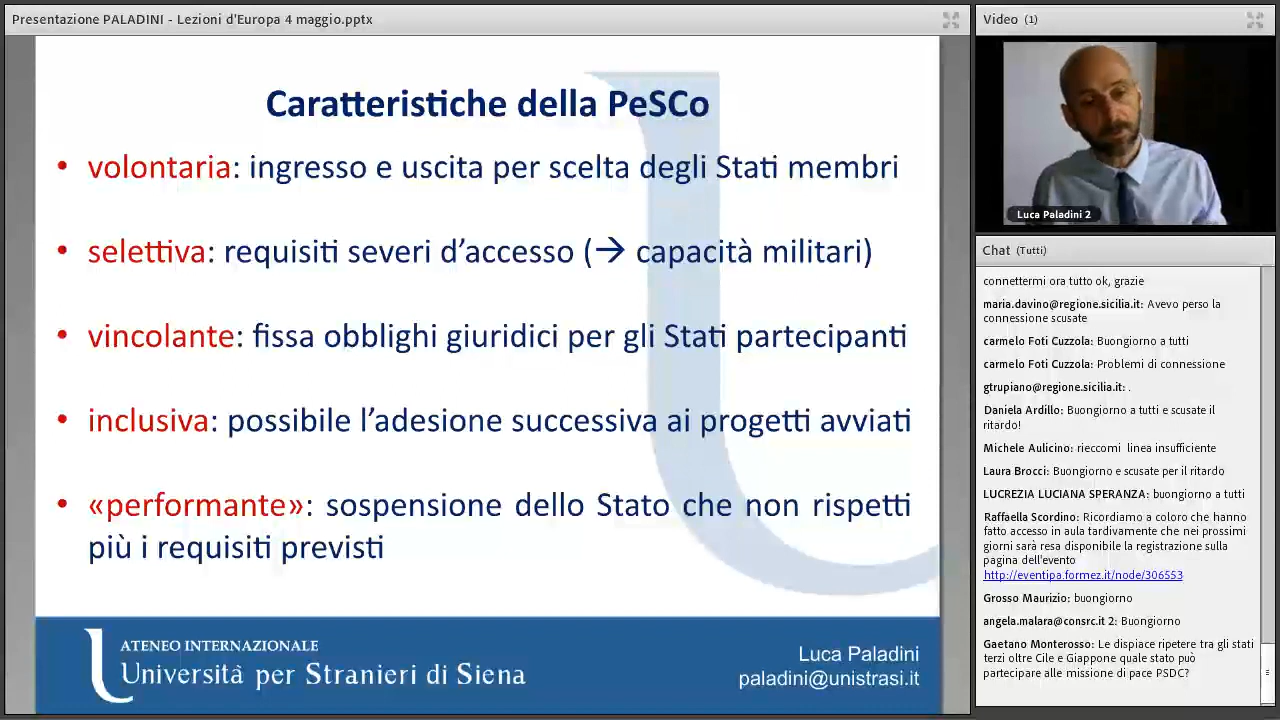 Presentazione PALADINI - Lezioni d'Europa 4 maggio.pptx
Caratteristiche della PeSCo
• volontaria: ingresso e uscita per scelta degli Stati membri
• selettiva: requisiti severi d’accesso (→ capacità militari)
• vincolante: fissa obblighi giuridici per gli Stati partecipanti
• inclusiva: possibile l’adesione successiva ai progetti avviati
• «performante»: sospensione dello Stato che non rispetti
più i requisiti previsti
ATENEO INTERNAZIONALE
Università per Stranieri di Siena
Luca Paladini
paladini@unistrasi.it
Video (1)
Luca Paladini 2
Chat (Tutti)
connettermi ora tutto ok, grazie
maria.davino@regione.sicilia.it: Avevo perso la
connessione scusate
carmelo Foti Cuzzola: Buongiorno a tutti
carmelo Foti Cuzzola: Problemi di connessione
gtrupiano@regione.sicilia.it: .
Daniela Ardillo: Buongiorno a tutti e scusate il
ritardo!
Michele Aulicino: rieccomi linea insufficiente
Laura Brocci: Buongiorno e scusate per il ritardo
LUCREZIA LUCIANA SPERANZA: buongiorno a tutti
Raffaella Scordino: Ricordiamo a coloro che hanno
fatto accesso in aula tardivamente che nei prossimi
giorni sarà resa disponibile la registrazione sulla
pagina dell'evento
http://eventipa.formez.it/node/306553
Grosso Maurizio: buongiorno
angela.malara@consrc.it 2: Buongiorno
Gaetano Monterosso: Le dispiace ripetere tra gli stati
terzi oltre Cile e Giappone quale stato può
partecipare alle missione di pace PSDC?